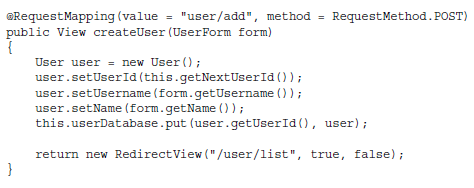 @RequestMapping(value = "user/add", method = RequestMethod.POST)
public View createUser(UserForm form)
{
    User user = new User();
    user.setUserId(this.getNextUserId());
    user.setUsername(form.getUsername());
    user.setName(form.getName());
    this.userDatabase.put(user.getUserId(), user);

    return new RedirectView("/user/list", true, false);
}